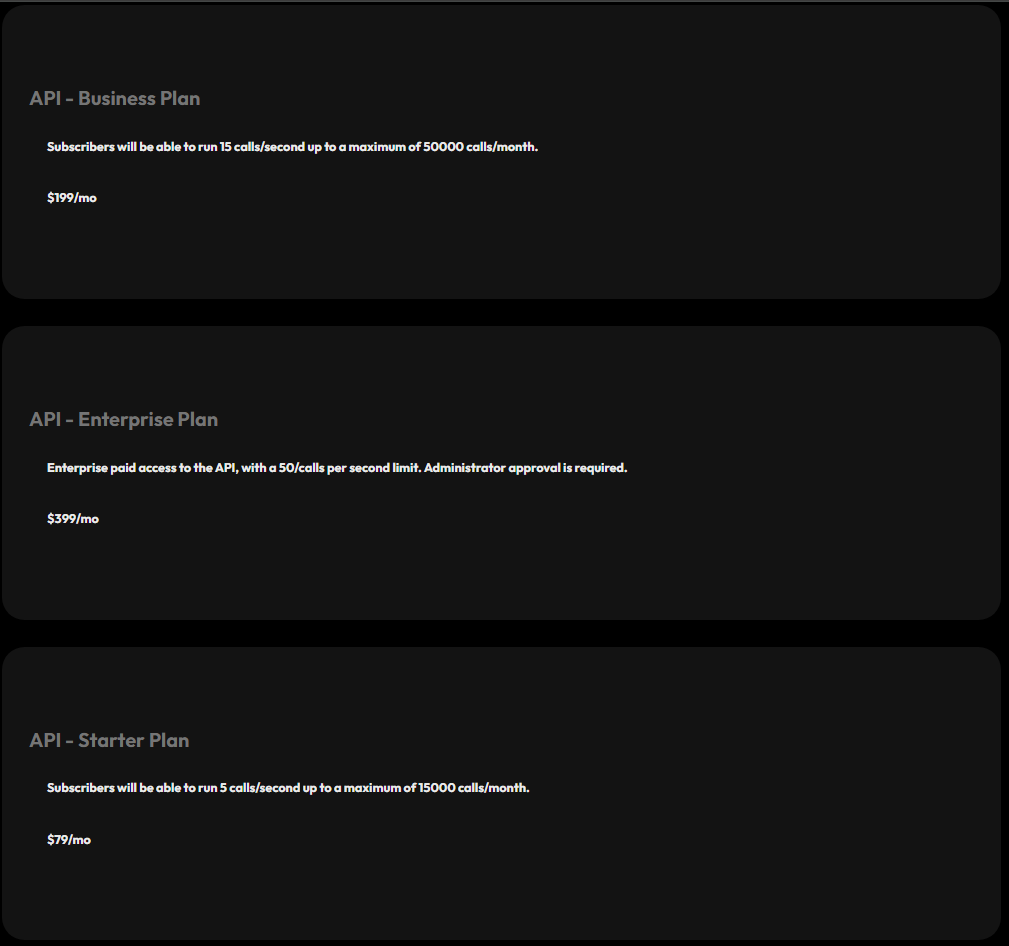 API - Business Plan
Subscribers will be able to run 15 calls/second up to a maximum of 50000 calls/month.
$199/mo
API - Enterprise Plan
Enterprise paid access to the API, with a 50/calls per second limit. Administrator approval is required.
$399/mo
API - Starter Plan
Subscribers will be able to run 5 calls/second up to a maximum of 15000 calls/month.
$79/mo